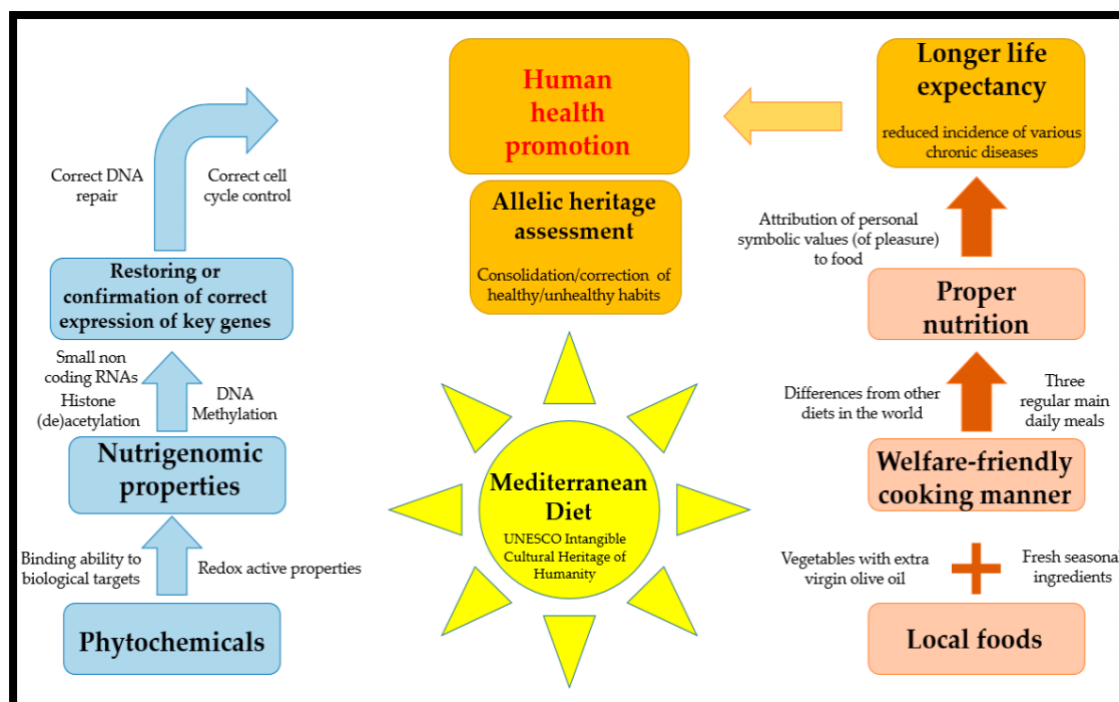 Correct DNA
repair
Correct cell
cycle control
Restoring or
confirmation of correct
expression of key genes
Small non
coding RNAs
Histone
(de)acetylation
DNA
Methylation
Nutrigenomic
properties
Binding ability to
biological targets
Redox active properties
Phytochemicals
Human
health
promotion
Allelic heritage
assessment
Consolidation/correction of
healthy/unhealthy habits
Mediterranean
Diet
UNESCO Intangible
Cultural Heritage of
Humanity
Longer life
expectancy
reduced incidence of various
chronic diseases
Attribution of personal
symbolic values (of pleasure)
to food
Proper
nutrition
Differences from other
diets in the world
Three
regular main
daily meals
Welfare-friendly
cooking manner
Vegetables with extra
virgin olive oil
Fresh seasonal
ingredients
Local foods